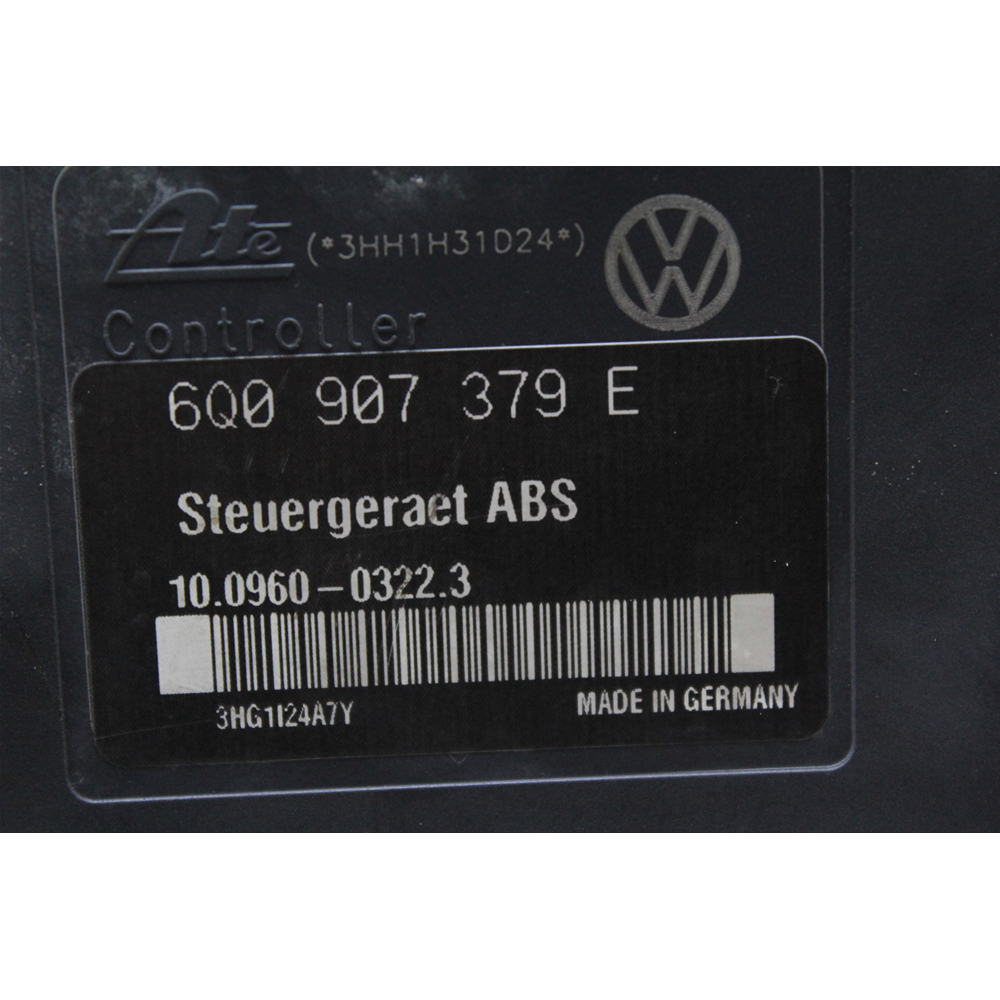 Ate (*3HH1H31D24*)
Controller
6Q0 907 379 E
Steuergeraet ABS
10.0960-0322.3
3HG1I24A7Y MADE IN GERMANY